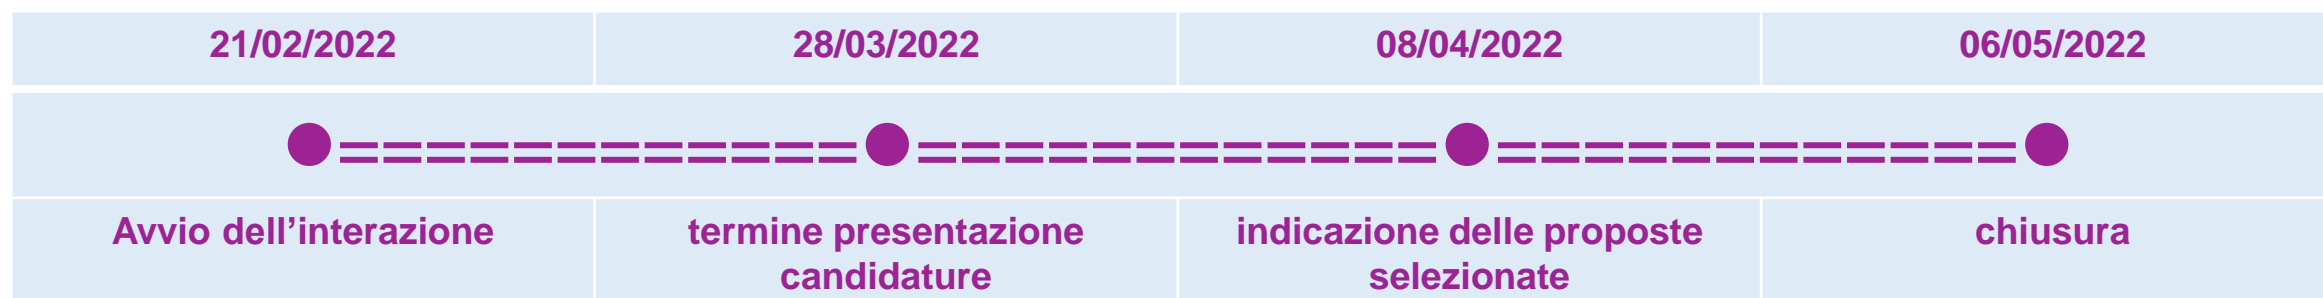 21/02/2022
28/03/2022
08/04/2022
06/05/2022
Avvio dell’interazione
termine presentazione
candidature
indicazione delle proposte
selezionate
chiusura